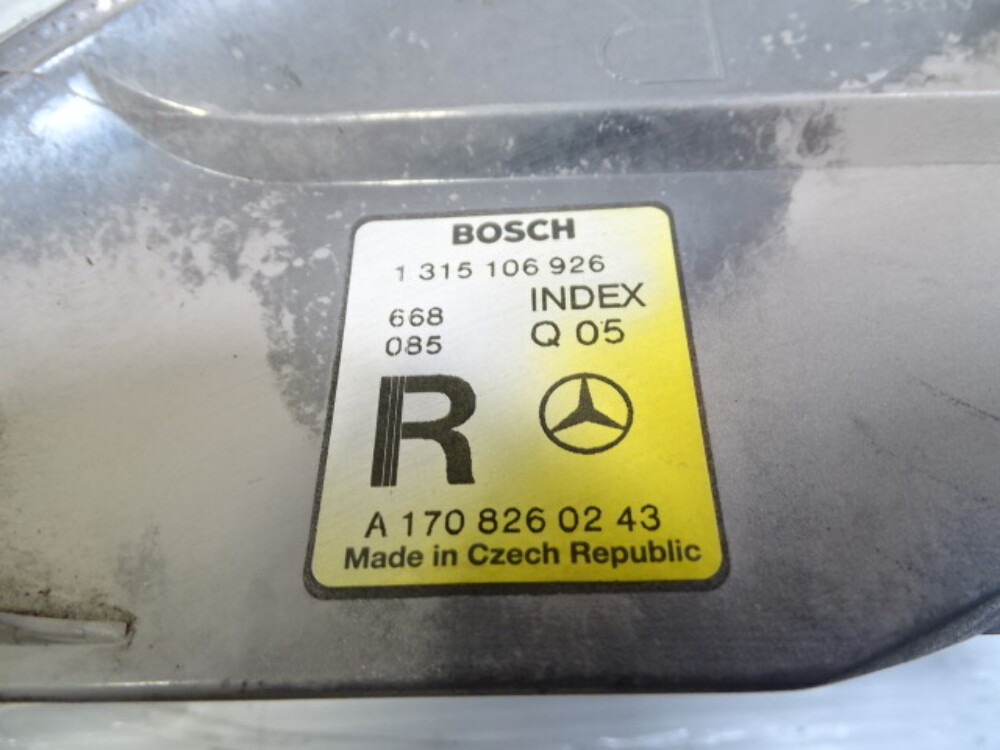 BOSCH
1 315 106 926
668
085
INDEX
Q 05
R
A 170 826 02 43
Made in Czech Republic